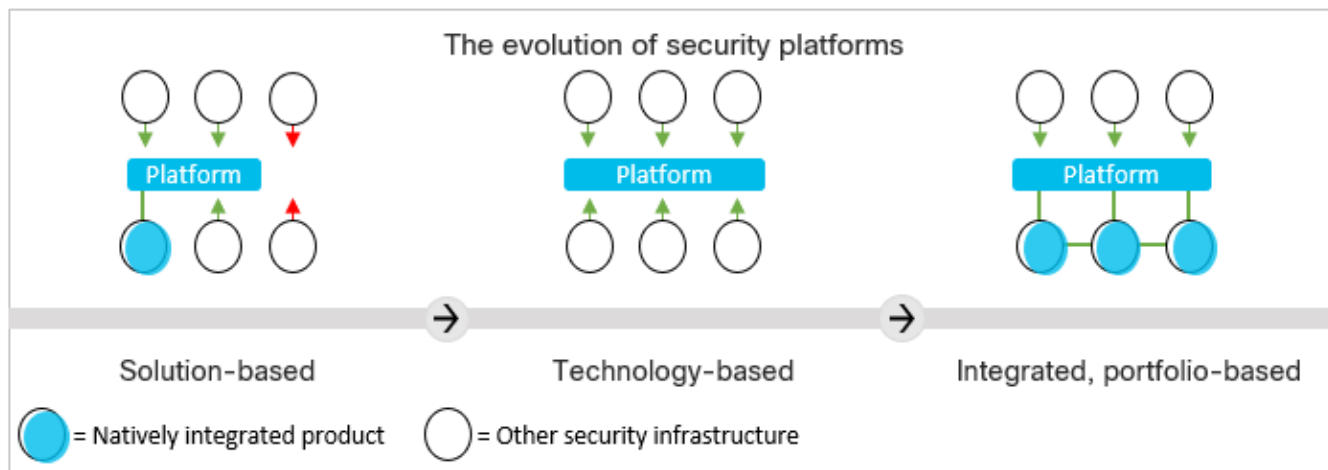 The evolution of security platforms
Platform
Platform
Platform
Solution-based
Technology-based
Integrated, portfolio-based
= Natively integrated product
= Other security infrastructure